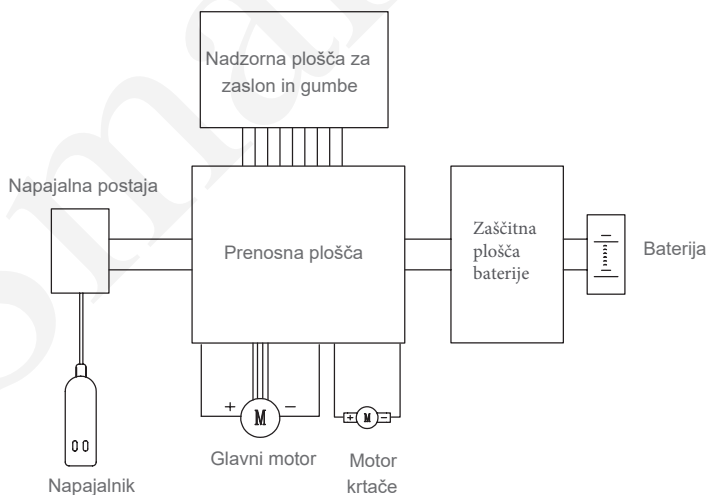 Nadzorna plošča za
zaslon in gumbe
Napajalna postaja
Prenosna plošča
Zaščitna
plošča
baterije
Baterija
+ M −
+ M −
Glavni motor
Motor
krtače
Napajalnik